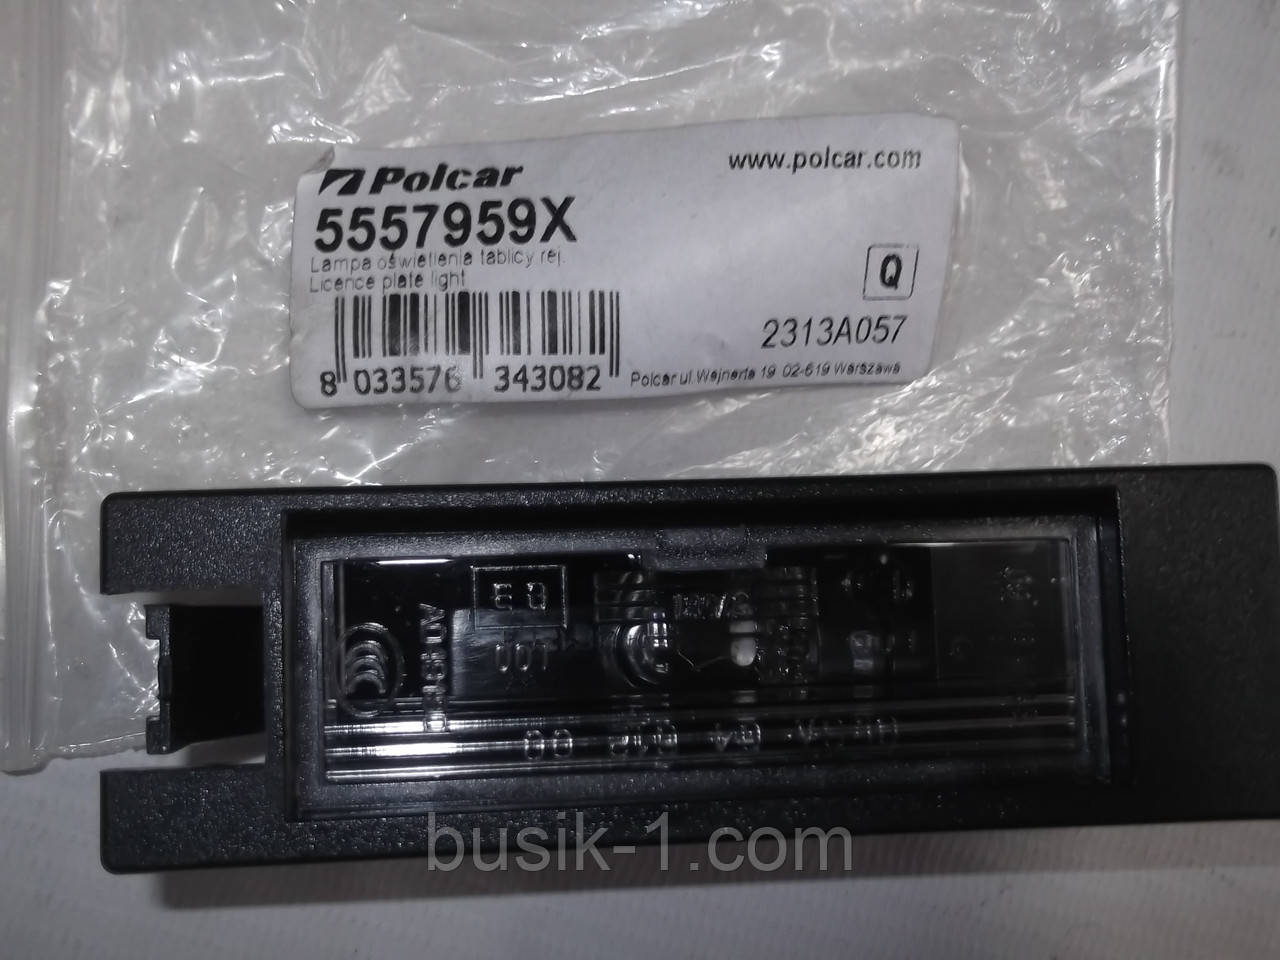 Polcar
www.polcar.com
5557959X
Lampa oświetlenia tablicy rej.
Licence plate light
Q
2313A057
8 033576 343082
Polcar ul. Wejnerta 19 02-619 Warszawa
busik-1.com